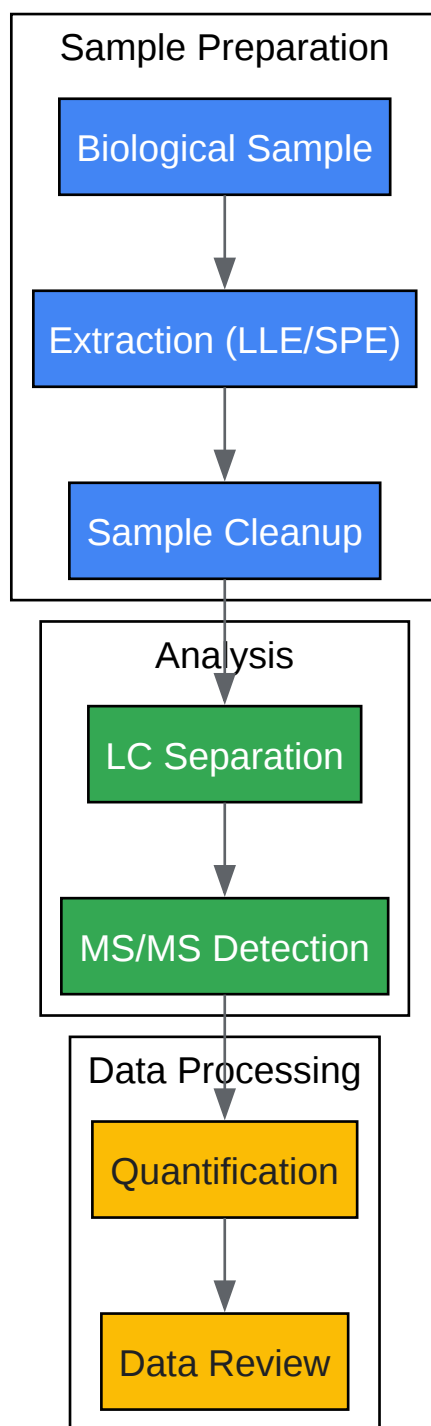 Sample Preparation
Biological Sample
Extraction (LLE/SPE)
Sample Cleanup
Analysis
LC Separation
MS/MS Detection
Data Processing
Quantification
Data Review